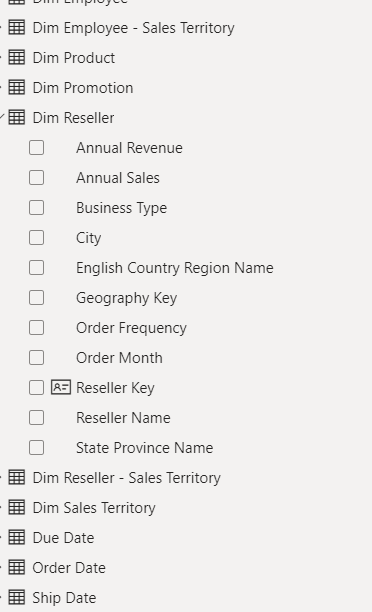 Dim Employee
Dim Employee - Sales Territory
Dim Product
Dim Promotion
Dim Reseller
Annual Revenue
Annual Sales
Business Type
City
English Country Region Name
Geography Key
Order Frequency
Order Month
Reseller Key
Reseller Name
State Province Name
Dim Reseller - Sales Territory
Dim Sales Territory
Due Date
Order Date
Ship Date